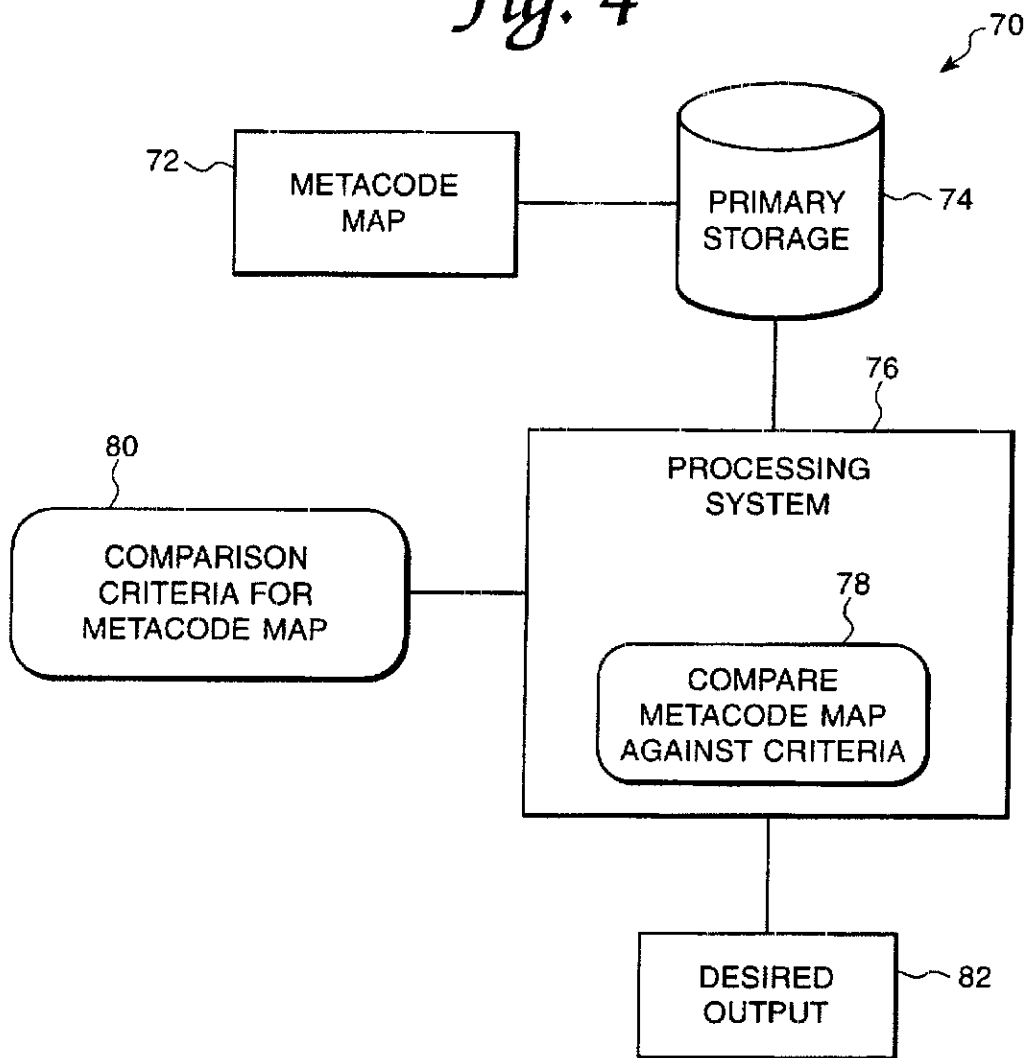 Fig. 4
70
72
METACODE
MAP
PRIMARY
STORAGE
74
76
80
PROCESSING
SYSTEM
COMPARISON
CRITERIA FOR
METACODE MAP
78
COMPARE
METACODE MAP
AGAINST CRITERIA
DESIRED
OUTPUT
82